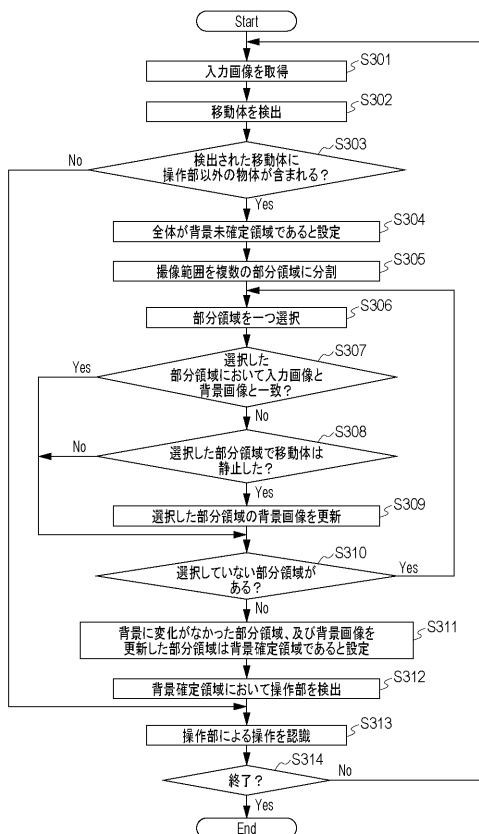 Start
S301
入力画像を取得
S302
移動体を検出
S303
検出された移動体に
操作部以外の物体が含まれる?
No
Yes
S304
全体が背景未確定領域であると設定
S305
撮像範囲を複数の部分領域に分割
S306
部分領域を一つ選択
S307
選択した
部分領域において入力画像と
背景画像と一致?
Yes
No
S308
選択した部分領域で移動体は
静止した?
No
Yes
S309
選択した部分領域の背景画像を更新
S310
選択していない部分領域が
ある?
Yes
No
S311
背景に変化がなかった部分領域、及び背景画像を
更新した部分領域は背景確定領域であると設定
S312
背景確定領域において操作部を検出
S313
操作部による操作を認識
S314
終了?
No
Yes
End